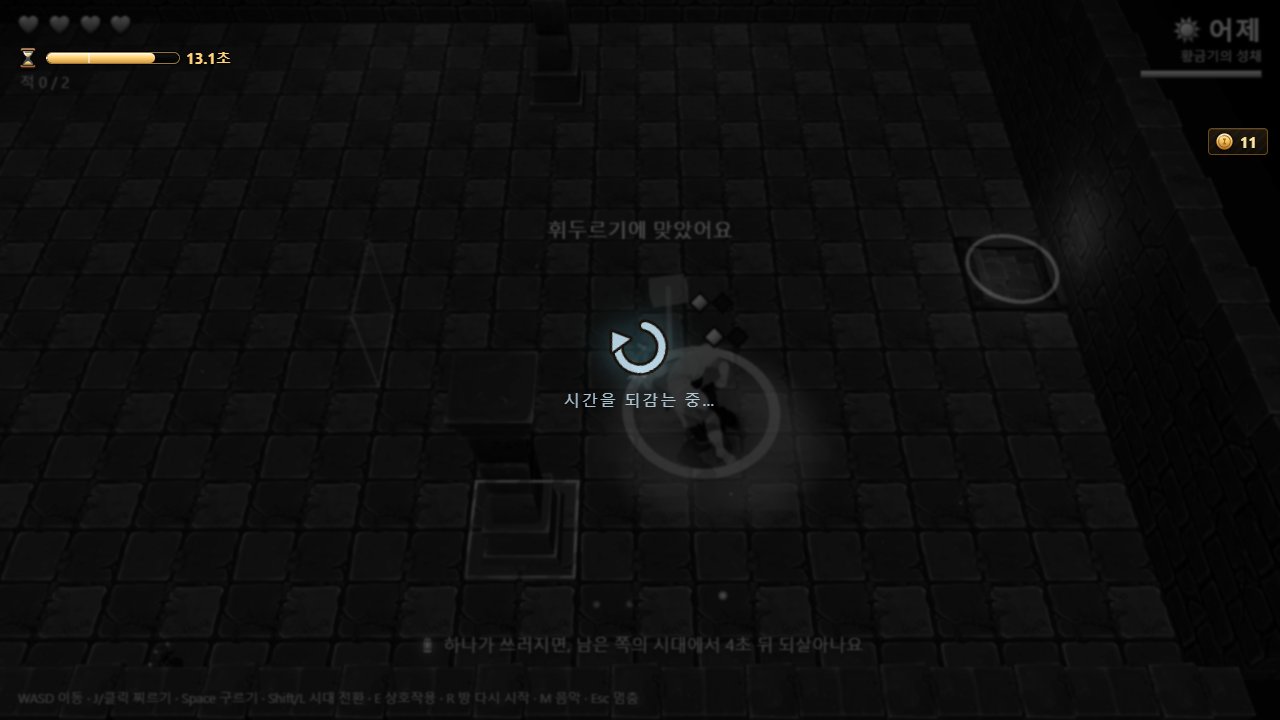 13.1초
적 0 / 2
어제
황금기의 성채
11
휘두르기에 맞았어요
시간을 되감는 중...
하나가 쓰러지면, 남은 쪽의 시대에서 4초 뒤 되살아나요
WASD 이동 · J/클릭 찌르기 · Space 구르기 · Shift/L 시대 전환 · E 상호작용 · R 방 다시 시작 · M 음악 · Esc 멈춤